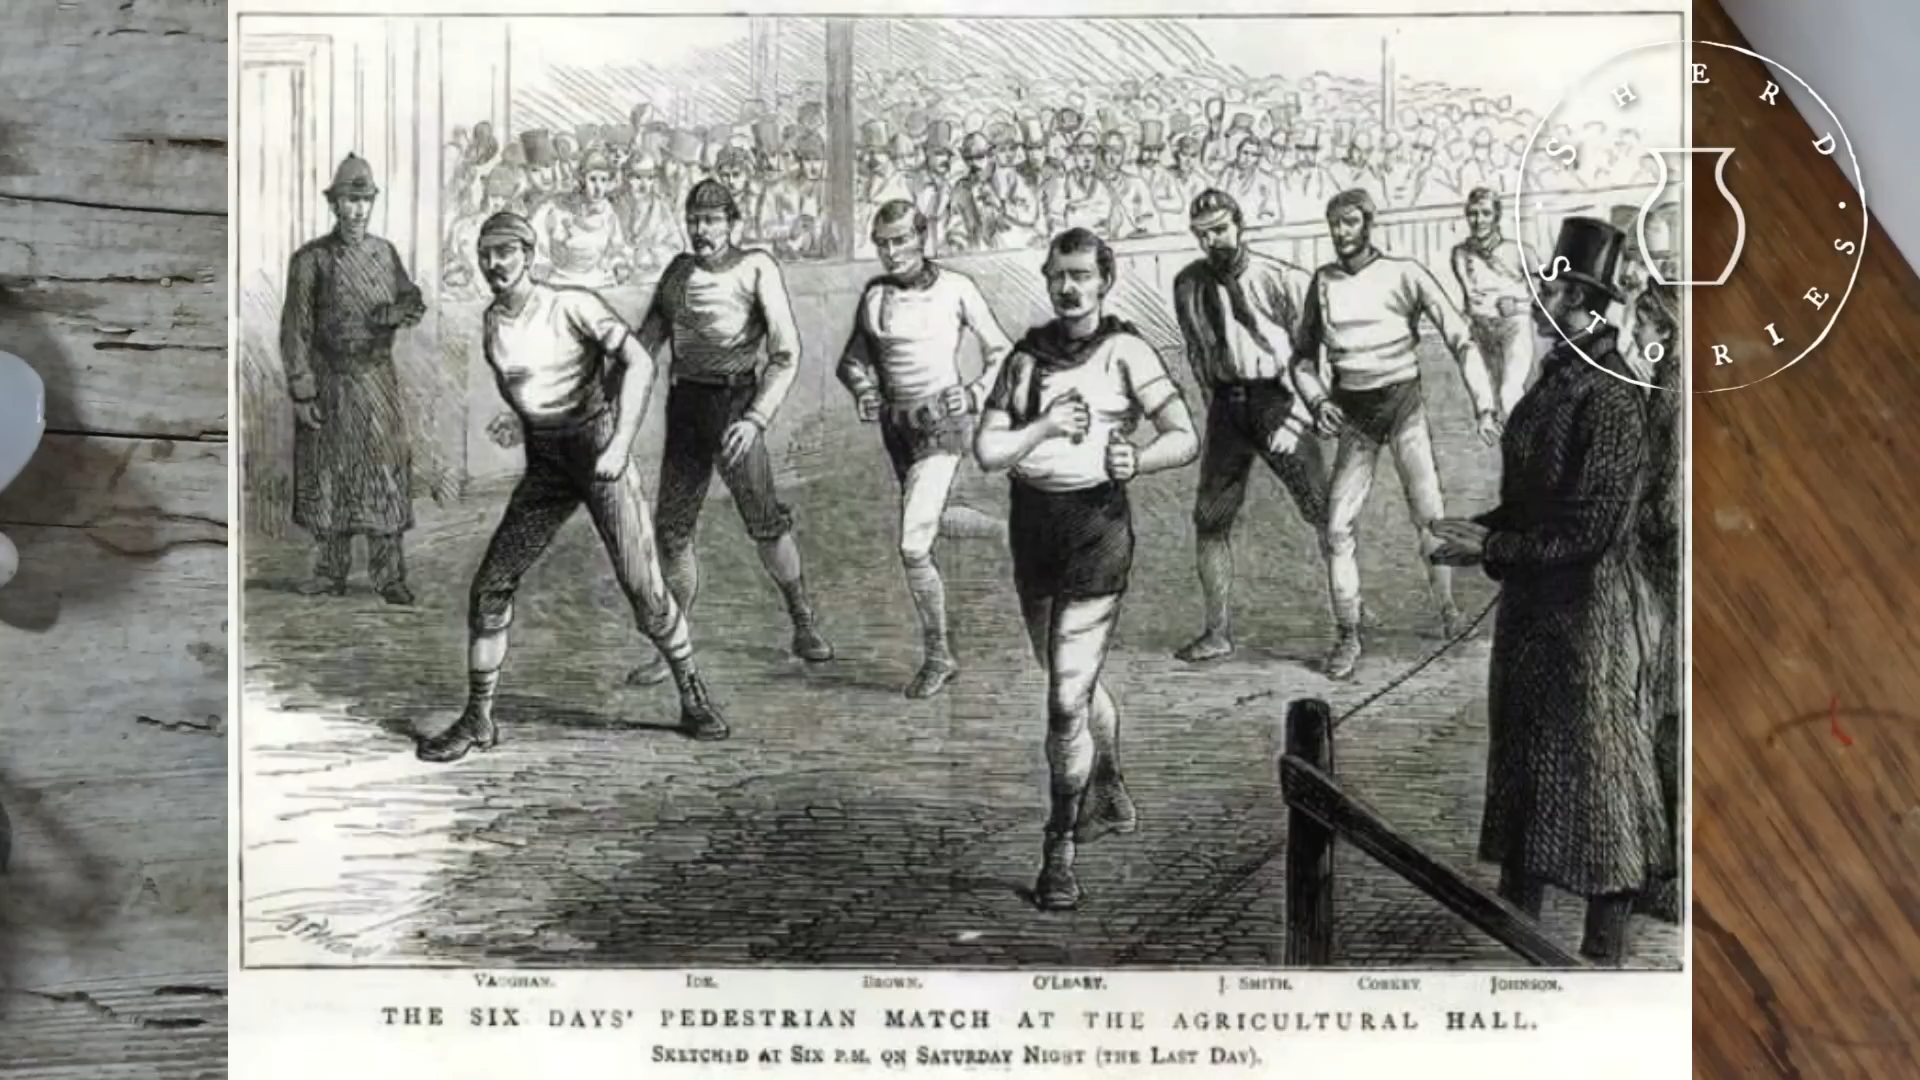 SHERD STORIES
VAUGHAN. IDE. BROWN. O'LEARY. J. SMITH. CORKEY JOHNSON.
THE SIX DAYS' PEDESTRIAN MATCH AT THE AGRICULTURAL HALL.
SKETCHED AT SIX P.M. ON SATURDAY NIGHT (THE LAST DAY).